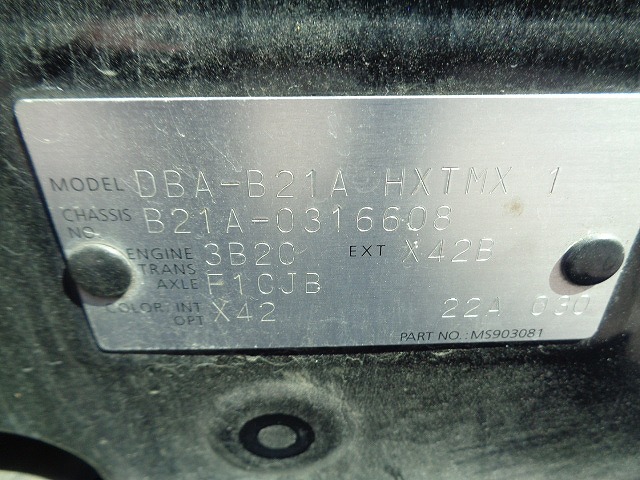 MODEL DBA-B21A HXTMX 1
CHASSIS NO. B21A-0316608
ENGINE 3B20 EXT X42B
TRANS AXLE F1CJB
COLOR: INT X42 22A 030
OPT
PART NO.: MS903081